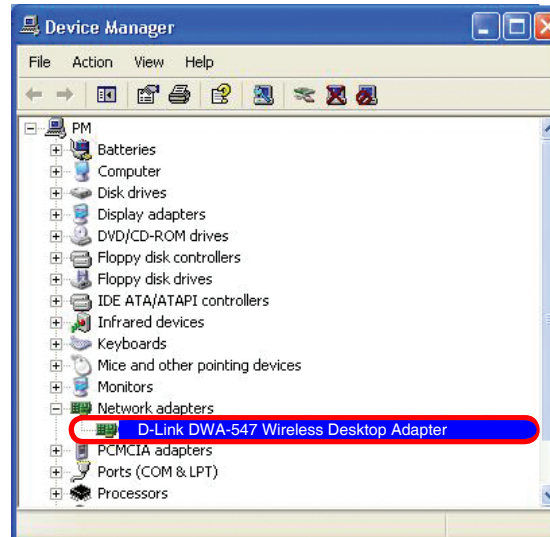 Device Manager
File Action View Help
PM
Batteries
Computer
Disk drives
Display adapters
DVD/CD-ROM drives
Floppy disk controllers
Floppy disk drives
IDE ATA/ATAPI controllers
Infrared devices
Keyboards
Mice and other pointing devices
Monitors
Network adapters
D-Link DWA-547 Wireless Desktop Adapter
PCMCIA adapters
Ports (COM & LPT)
Processors